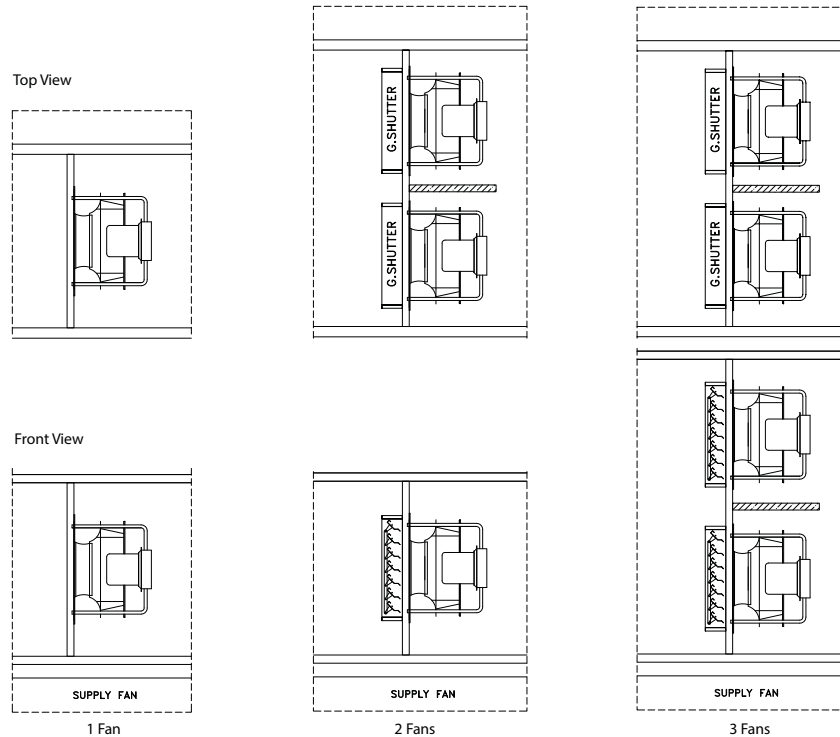 Top View
G.SHUTTER
G.SHUTTER
G.SHUTTER
G.SHUTTER
Front View
SUPPLY FAN
SUPPLY FAN
SUPPLY FAN
1 Fan
2 Fans
3 Fans